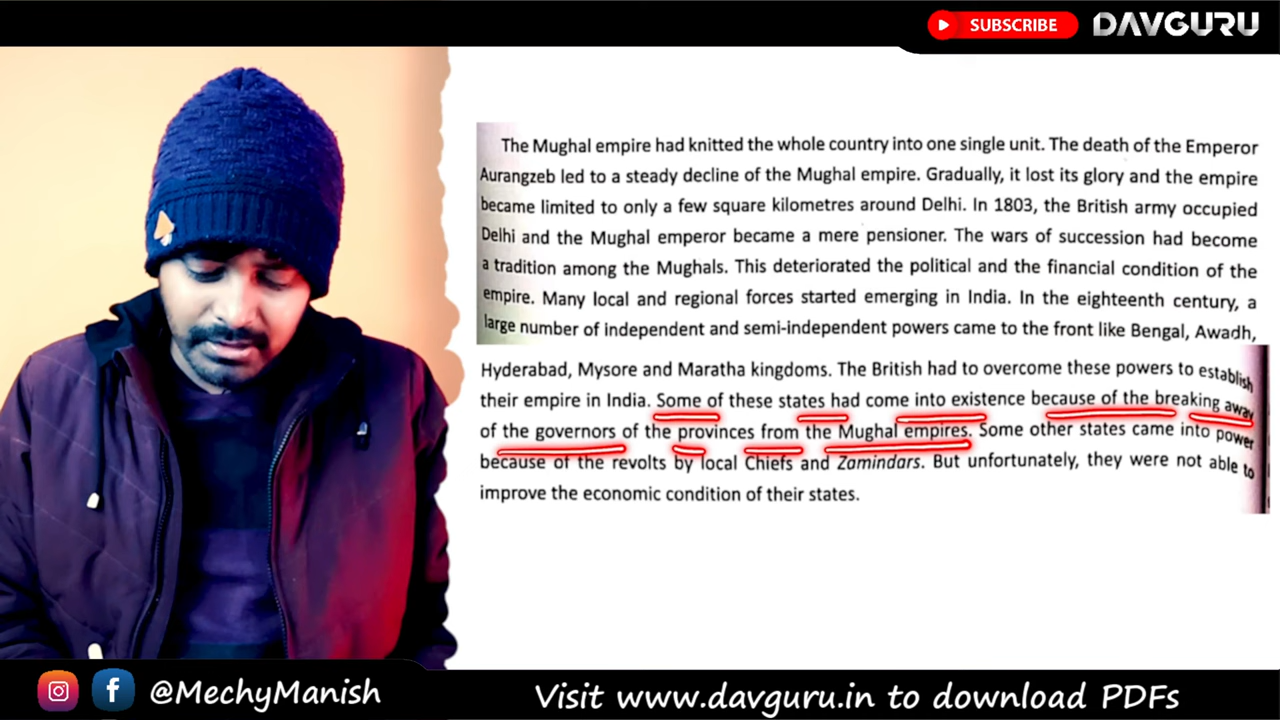 SUBSCRIBE DAVGURU
The Mughal empire had knitted the whole country into one single unit. The death of the Emperor
Aurangzeb led to a steady decline of the Mughal empire. Gradually, it lost its glory and the empire
became limited to only a few square kilometres around Delhi. In 1803, the British army occupied
Delhi and the Mughal emperor became a mere pensioner. The wars of succession had become
a tradition among the Mughals. This deteriorated the political and the financial condition of the
empire. Many local and regional forces started emerging in India. In the eighteenth century, a
large number of independent and semi-independent powers came to the front like Bengal, Awadh,
Hyderabad, Mysore and Maratha kingdoms. The British had to overcome these powers to establish
their empire in India. Some of these states had come into existence because of the breaking away
of the governors of the provinces from the Mughal empires. Some other states came into power
because of the revolts by local Chiefs and Zamindars. But unfortunately, they were not able to
improve the economic condition of their states.
@MechyManish Visit www.davguru.in to download PDFs